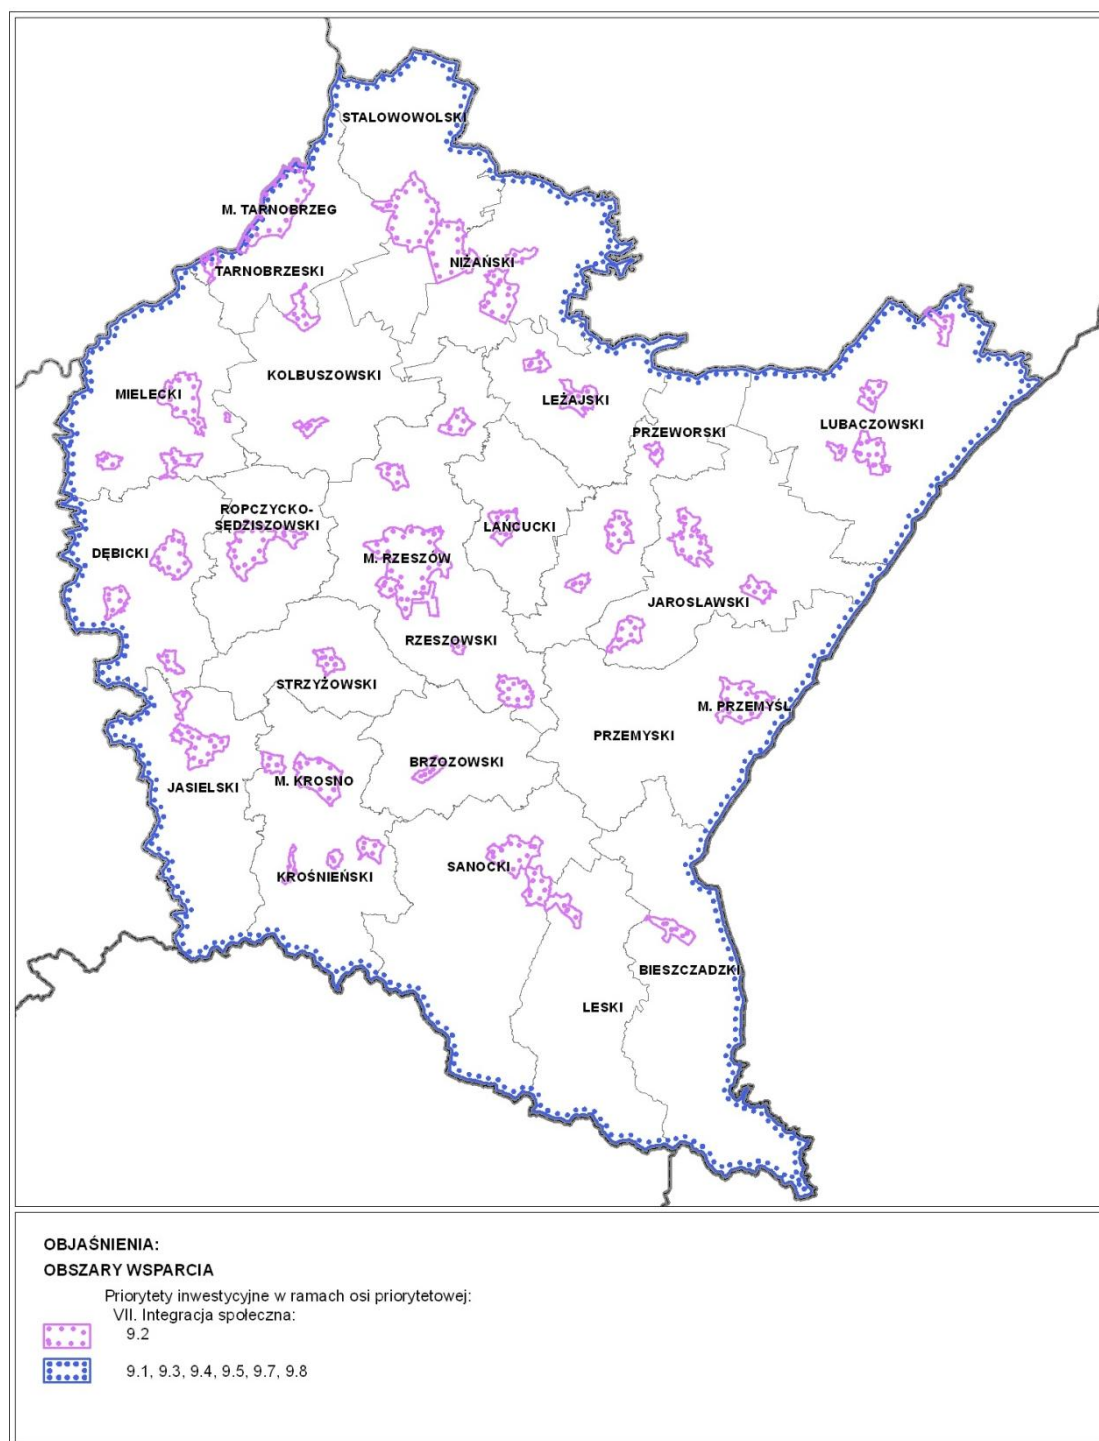 STALOWOWOLSKI
M. TARNOBRZEG
NIŻAŃSKI
TARNOBRZESKI
KOLBUSZOWSKI
MIELECKI
LEŻAJSKI
LUBACZOWSKI
PRZEWORSKI
ROPCZYCKO-
SĘDZISZOWSKI
LANCUCKI
DĘBICKI
M. RZESZÓW
JAROSLAWSKI
RZESZOWSKI
STRZYŻOWSKI
M. PRZEMYŚL
PRZEMYSKI
BRZOZOWSKI
M. KROSNO
JASIELSKI
SANOCKI
KROŚNIEŃSKI
BIESZCZADZKI
LESKI
OBJAŚNIENIA:
OBSZARY WSPARCIA
Priorytety inwestycyjne w ramach osi priorytetowej:
VII. Integracja społeczna:
9.2
9.1, 9.3, 9.4, 9.5, 9.7, 9.8